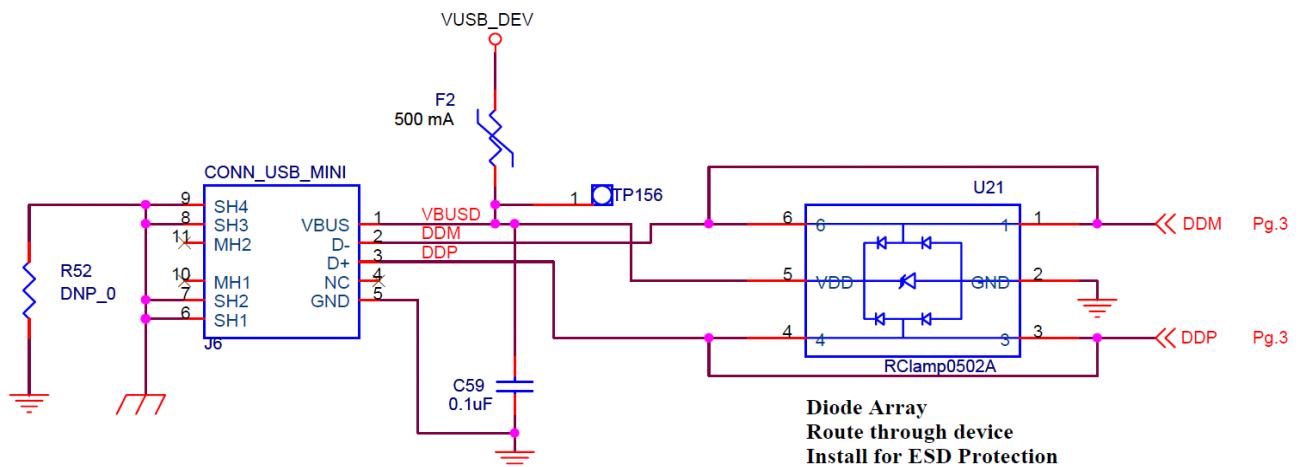 VUSB_DEV
F2
500 mA
CONN_USB_MINI
1 TP156
U21
9 SH4
8 SH3
11 MH2
10 MH1
7 SH2
6 SH1
VBUS 1 VBUSD
D- 2 DDM
D+ 3 DDP
NC 4
GND 5
J6
R52
DNP_0
C59
0.1uF
6 6 1 1 DDM Pg.3
5 VDD GND 2
4 4 3 3 DDP Pg.3
RClamp0502A
Diode Array
Route through device
Install for ESD Protection